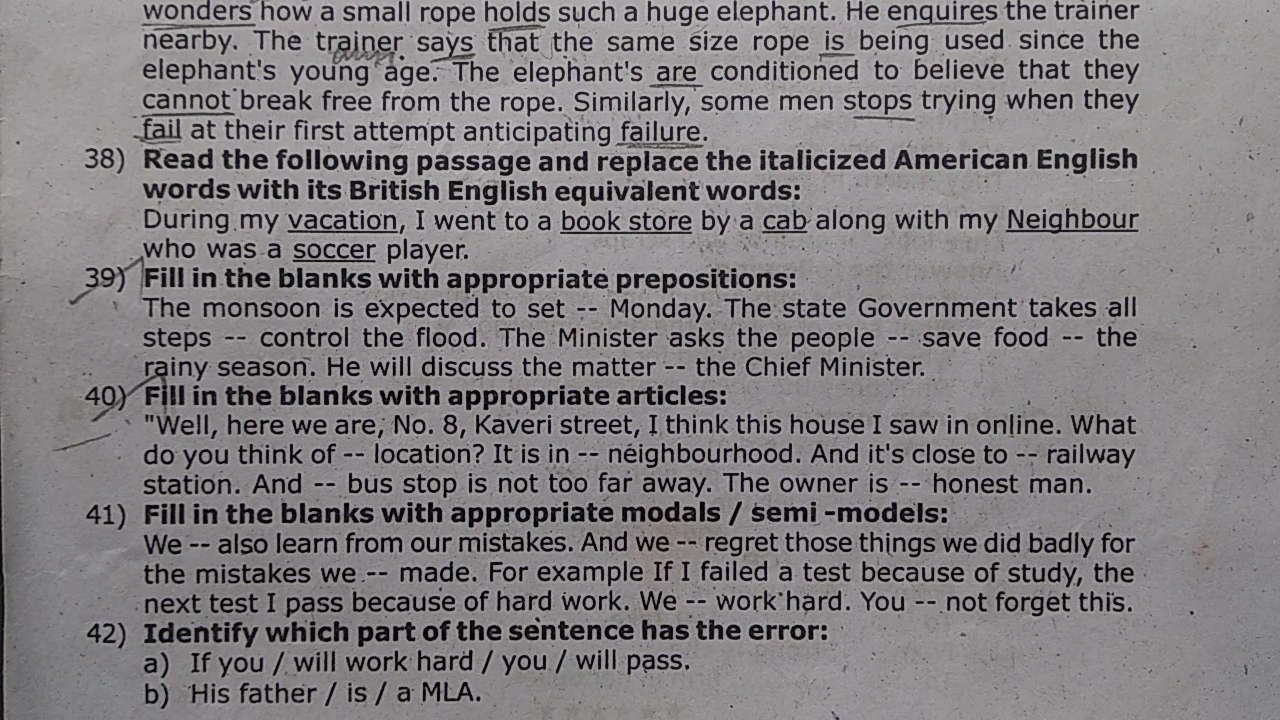 wonders how a small rope holds such a huge elephant. He enquires the trainer
nearby. The trainer says that the same size rope is being used since the
elephant's young age. The elephant's are conditioned to believe that they
cannot break free from the rope. Similarly, some men stops trying when they
fail at their first attempt anticipating failure.
38) Read the following passage and replace the italicized American English
words with its British English equivalent words:
During my vacation, I went to a book store by a cab along with my Neighbour
who was a soccer player.
39) Fill in the blanks with appropriate prepositions:
The monsoon is expected to set -- Monday. The state Government takes all
steps -- control the flood. The Minister asks the people -- save food -- the
rainy season. He will discuss the matter -- the Chief Minister.
40) Fill in the blanks with appropriate articles:
"Well, here we are, No. 8, Kaveri street, I think this house I saw in online. What
do you think of -- location? It is in -- neighbourhood. And it's close to -- railway
station. And -- bus stop is not too far away. The owner is -- honest man.
41) Fill in the blanks with appropriate modals / semi -models:
We -- also learn from our mistakes. And we -- regret those things we did badly for
the mistakes we -- made. For example If I failed a test because of study, the
next test I pass because of hard work. We -- work hard. You -- not forget this.
42) Identify which part of the sentence has the error:
a) If you / will work hard / you / will pass.
b) His father / is / a MLA.